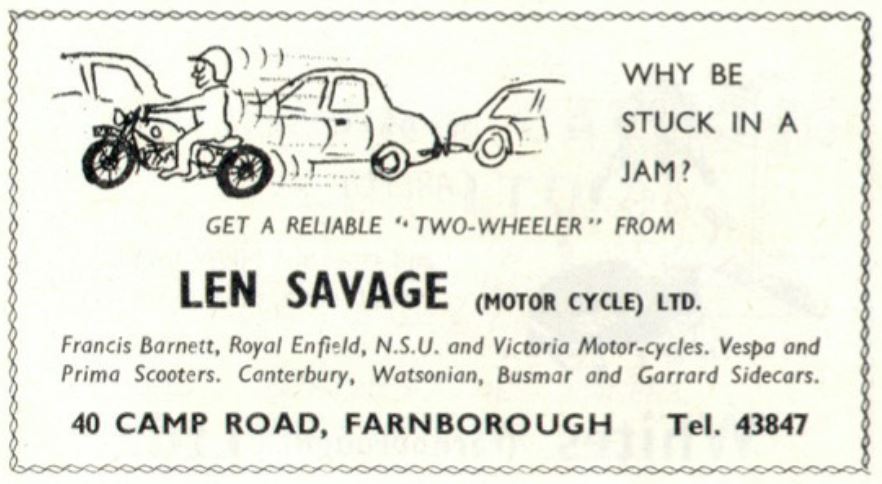 WHY BE
STUCK IN A
JAM?
GET A RELIABLE “TWO-WHEELER” FROM
LEN SAVAGE (MOTOR CYCLE) LTD.
Francis Barnett, Royal Enfield, N.S.U. and Victoria Motor-cycles. Vespa and
Prima Scooters. Canterbury, Watsonian, Busmar and Garrard Sidecars.
40 CAMP ROAD, FARNBOROUGH Tel. 43847